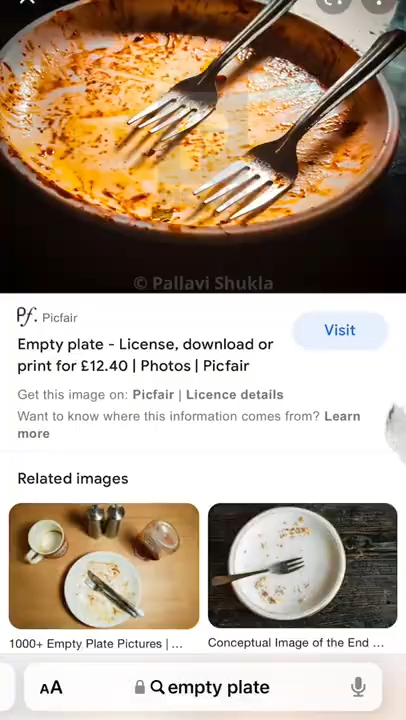 © Pallavi Shukla
Pf. Picfair
Visit
Empty plate - License, download or
print for £12.40 | Photos | Picfair
Get this image on: Picfair | Licence details
Want to know where this information comes from? Learn
more
Related images
1000+ Empty Plate Pictures | ...
Conceptual Image of the End ...
AA
empty plate